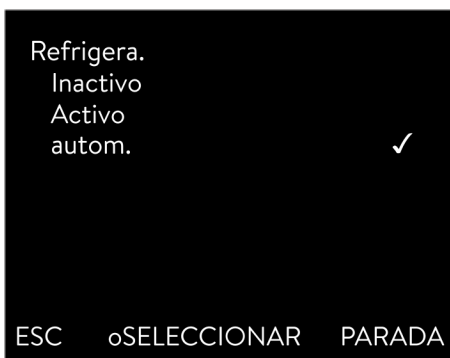 Refrigera.
Inactivo
Activo
autom. ✓
ESC oSELECCIONAR PARADA